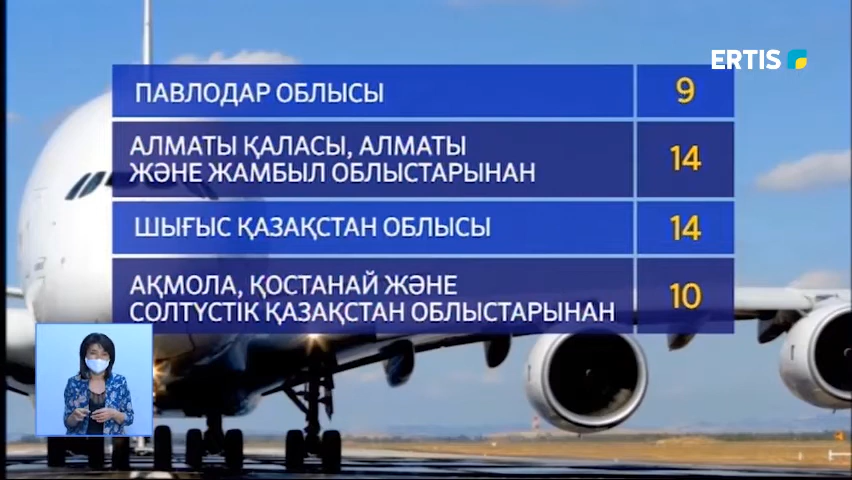 ERTIS
ПАВЛОДАР ОБЛЫСЫ 9
АЛМАТЫ ҚАЛАСЫ, АЛМАТЫ
ЖӘНЕ ЖАМБЫЛ ОБЛЫСТАРЫНАН 14
ШЫҒЫС ҚАЗАҚСТАН ОБЛЫСЫ 14
АҚМОЛА, ҚОСТАНАЙ ЖӘНЕ
СОЛТҮСТІК ҚАЗАҚСТАН ОБЛЫСТАРЫНАН 10